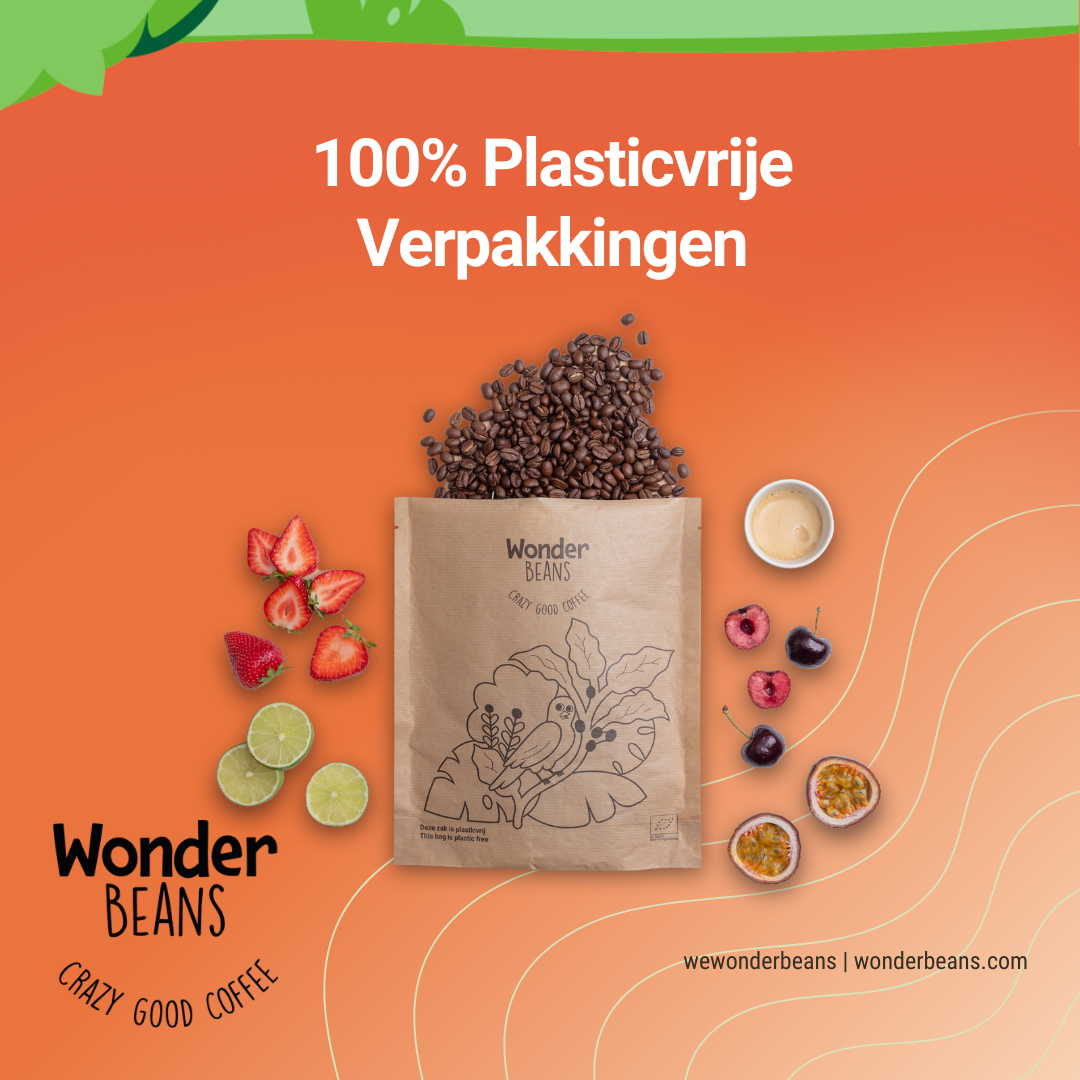 100% Plasticvrije
Verpakkingen
Wonder
BEANS
CRAZY GOOD COFFEE
Deze zak is plasticvrij
This bag is plastic free
Wonder
BEANS
CRAZY GOOD COFFEE
wewonderbeans | wonderbeans.com